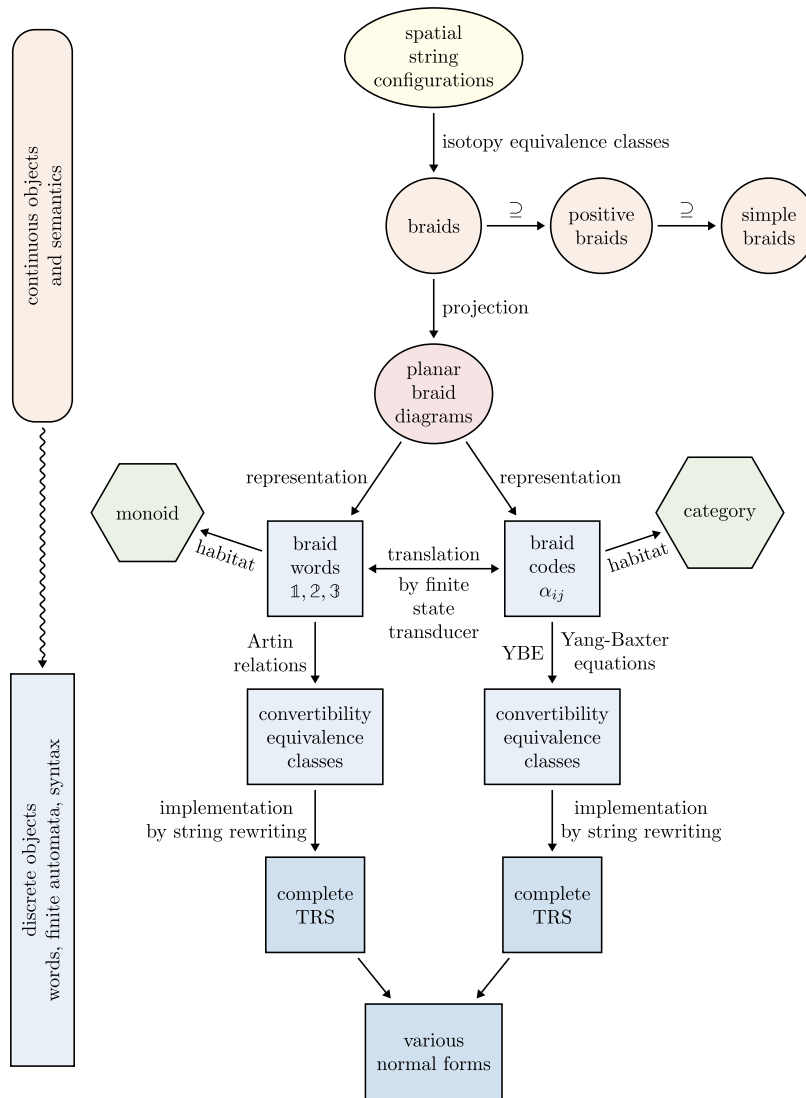 spatial
string
configurations
continuous objects
and semantics
isotopy equivalence classes
braids
⊇
positive
braids
⊇
simple
braids
projection
planar
braid
diagrams
representation
representation
monoid
habitat
braid
words
𝟙, 𝟚, 𝟛
translation
by finite
state
transducer
braid
codes
α_{ij}
habitat
category
Artin
relations
YBE
Yang-Baxter
equations
convertibility
equivalence
classes
convertibility
equivalence
classes
discrete objects
words, finite automata, syntax
implementation
by string rewriting
implementation
by string rewriting
complete
TRS
complete
TRS
various
normal forms